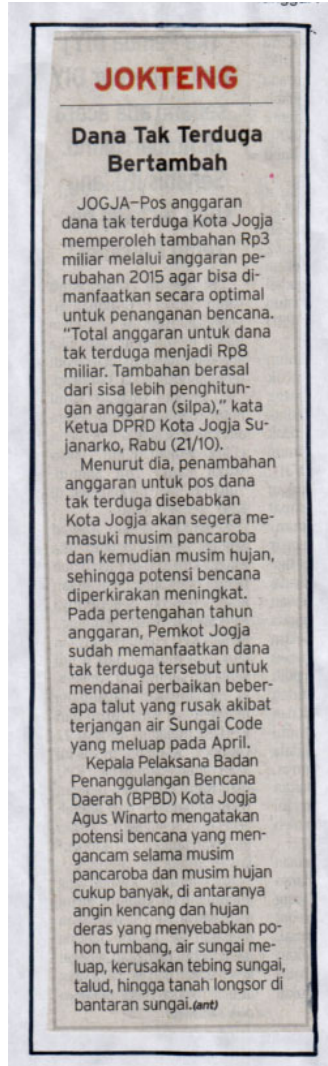 JOKTENG
Dana Tak Terduga
Bertambah
JOGJA—Pos anggaran
dana tak terduga Kota Jogja
memperoleh tambahan Rp3
miliar melalui anggaran pe-
rubahan 2015 agar bisa di-
manfaatkan secara optimal
untuk penanganan bencana.
“Total anggaran untuk dana
tak terduga menjadi Rp8
miliar. Tambahan berasal
dari sisa lebih penghitun-
gan anggaran (silpa),” kata
Ketua DPRD Kota Jogja Su-
janarko, Rabu (21/10).
Menurut dia, penambahan
anggaran untuk pos dana
tak terduga disebabkan
Kota Jogja akan segera me-
masuki musim pancaroba
dan kemudian musim hujan,
sehingga potensi bencana
diperkirakan meningkat.
Pada pertengahan tahun
anggaran, Pemkot Jogja
sudah memanfaatkan dana
tak terduga tersebut untuk
mendanai perbaikan beber-
apa talut yang rusak akibat
terjangan air Sungai Code
yang meluap pada April.
Kepala Pelaksana Badan
Penanggulangan Bencana
Daerah (BPBD) Kota Jogja
Agus Winarto mengatakan
potensi bencana yang men-
gancam selama musim
pancaroba dan musim hujan
cukup banyak, di antaranya
angin kencang dan hujan
deras yang menyebabkan po-
hon tumbang, air sungai me-
luap, kerusakan tebing sungai,
talud, hingga tanah longsor di
bantaran sungai.(ant)